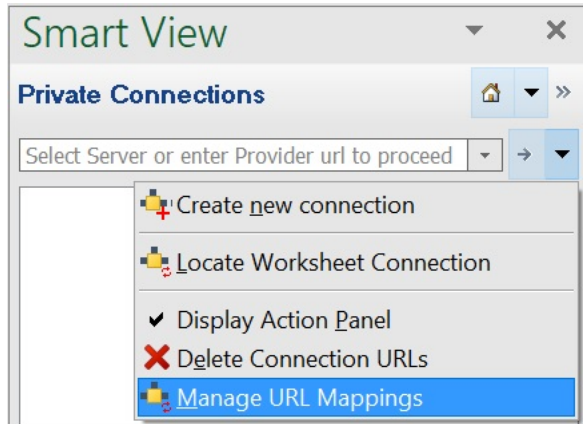 Smart View
Private Connections
Select Server or enter Provider url to proceed
Create new connection
Locate Worksheet Connection
Display Action Panel
Delete Connection URLs
Manage URL Mappings